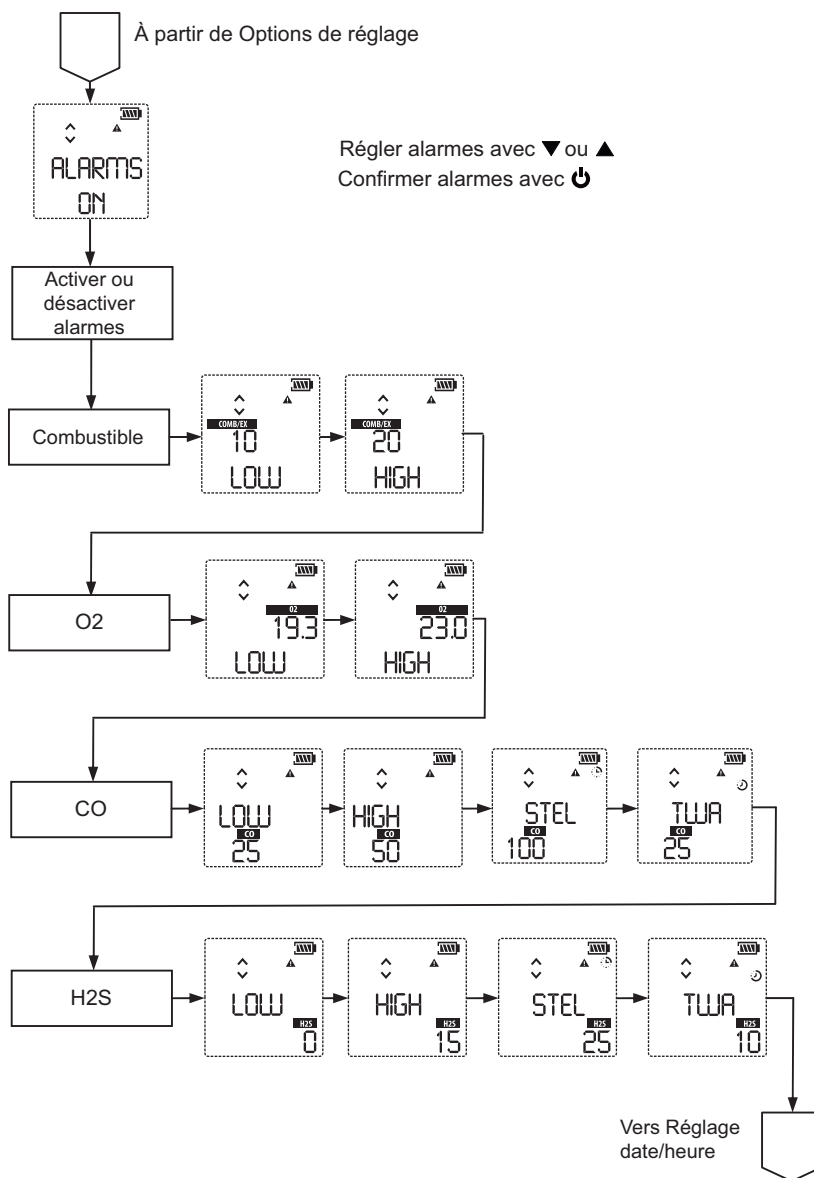 À partir de Options de réglage
ALARMS
ON
Régler alarmes avec ▼ ou ▲
Confirmer alarmes avec
Activer ou
désactiver
alarmes
Combustible
COMB/EX
10
LOW
COMB/EX
20
HIGH
O2
O2
19.3
LOW
O2
23.0
HIGH
CO
LOW
CO
25
HIGH
CO
50
STEL
CO
100
TWA
CO
25
H2S
LOW
H2S
0
HIGH
H2S
15
STEL
H2S
25
TWA
H2S
10
Vers Réglage
date/heure